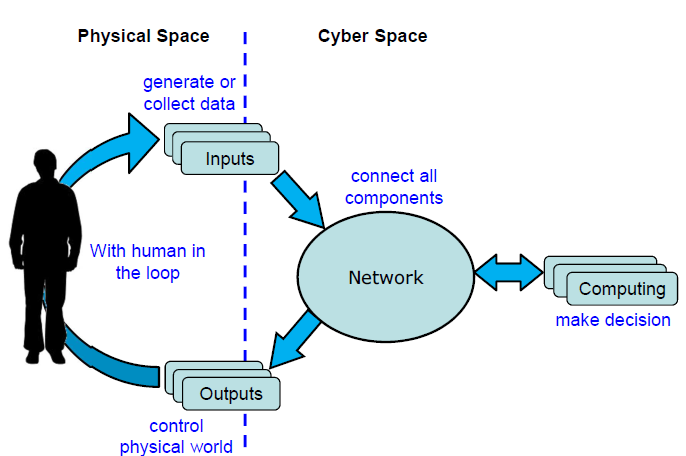 Physical Space
Cyber Space
generate or
collect data
Inputs
connect all
components
With human in
the loop
Network
Computing
make decision
Outputs
control
physical world